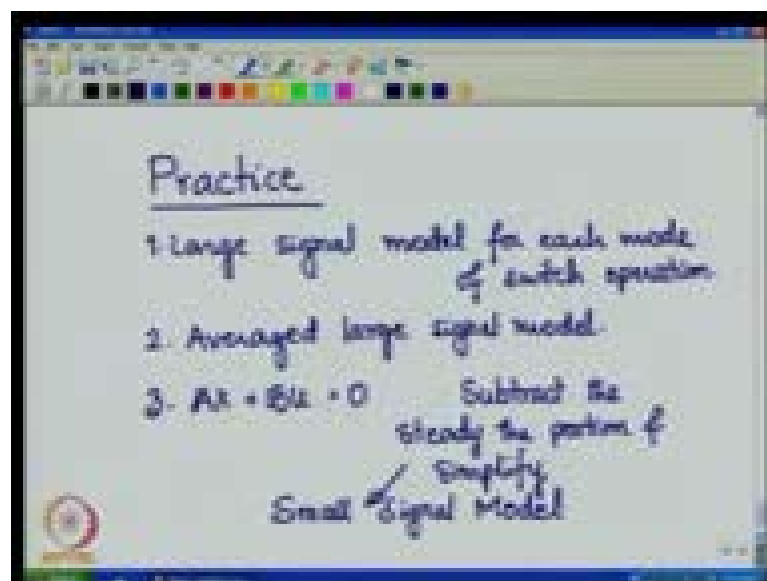 Practice
1. Large signal model for each mode
of switch operation
2. Averaged large signal model.
3. Ax + Bu = 0 Subtract the
steady the portion &
simplify
Small Signal Model